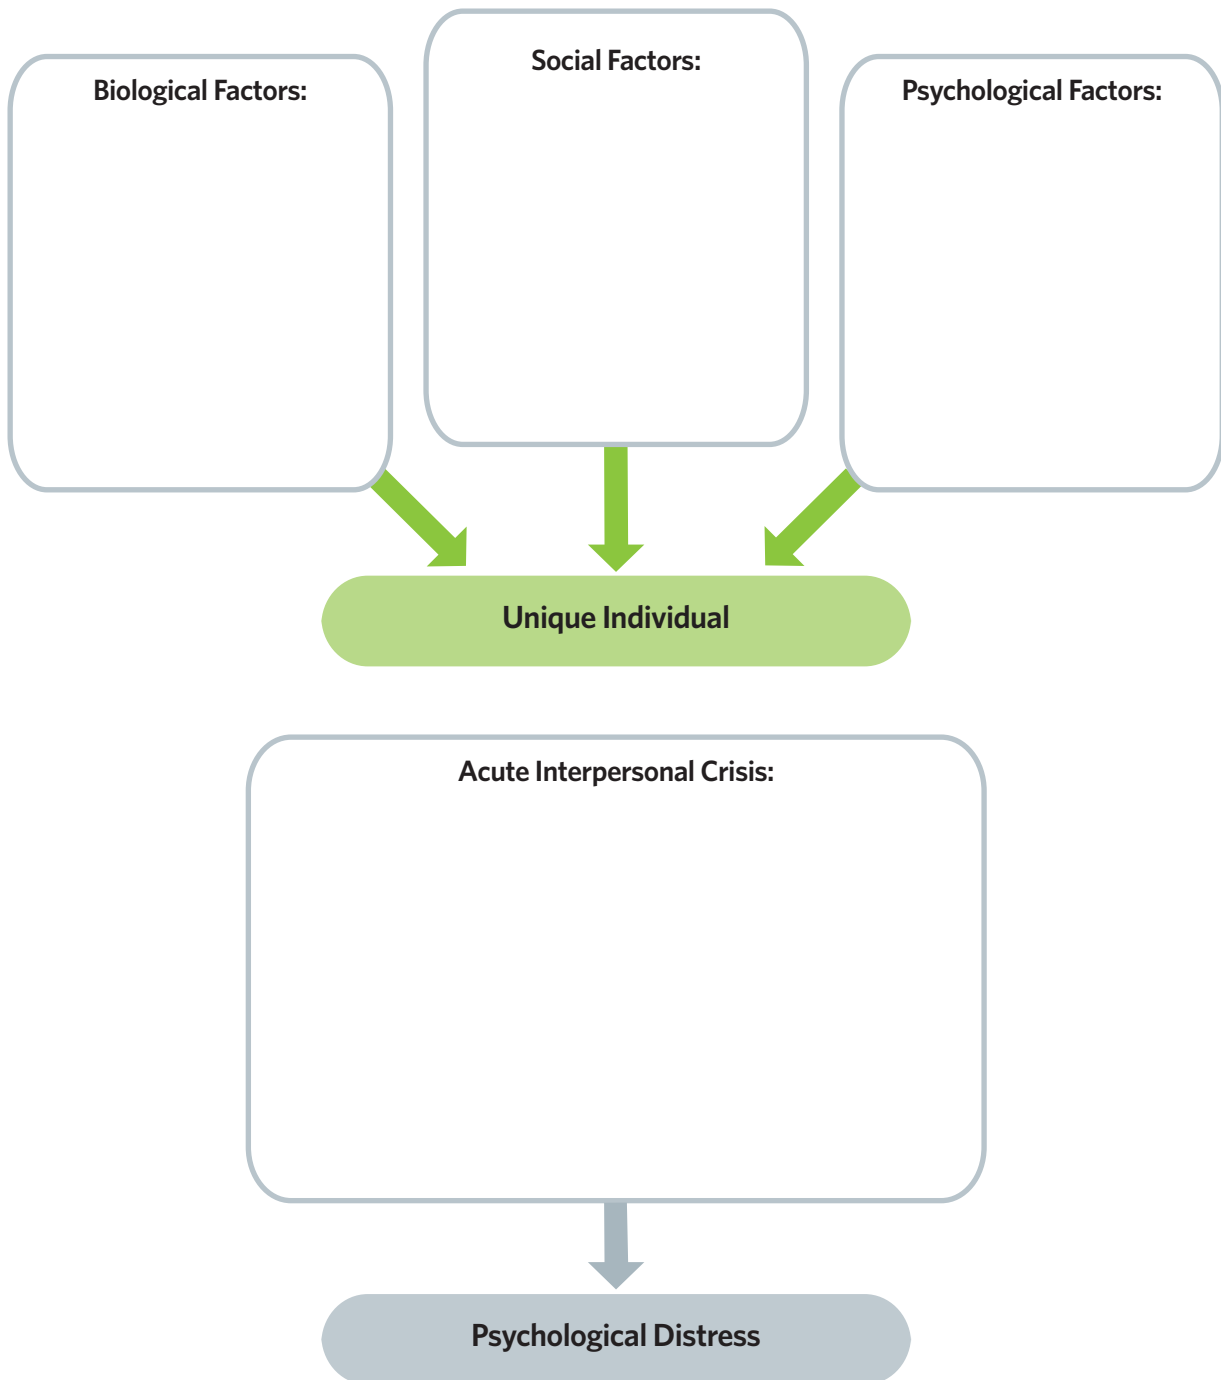 Biological Factors:
Social Factors:
Psychological Factors:
Unique Individual
Acute Interpersonal Crisis:
Psychological Distress